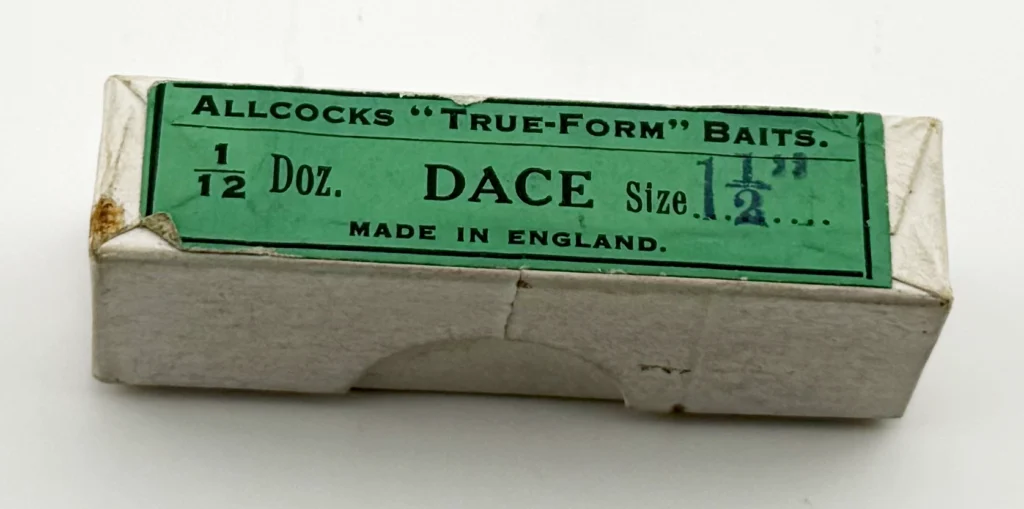 ALLCOCKS “TRUE-FORM” BAITS.
1/12 DOZ. DACE Size 1 1/2”
MADE IN ENGLAND.